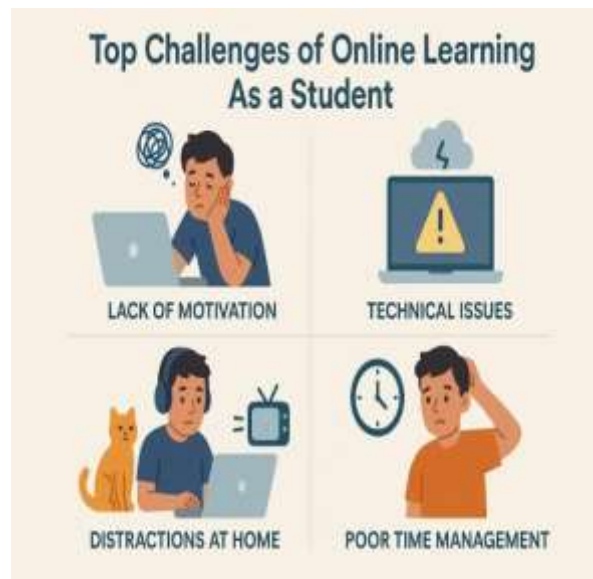 Top Challenges of Online Learning
As a Student
LACK OF MOTIVATION
TECHNICAL ISSUES
DISTRACTIONS AT HOME
POOR TIME MANAGEMENT